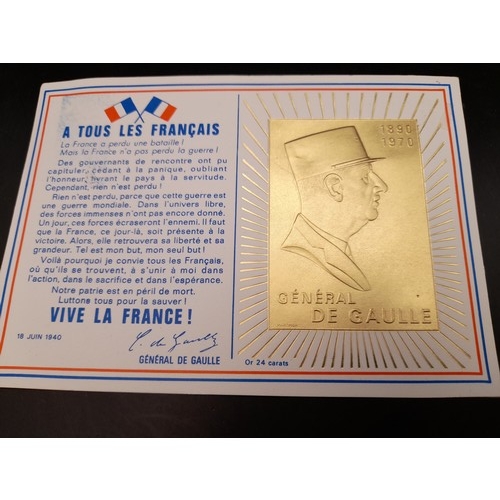 A TOUS LES FRANÇAIS
La France a perdu une bataille !
Mais la France n'a pas perdu la guerre !
Des gouvernants de rencontre ont pu
capituler, cédant à la panique, oubliant
l'honneur, livrant le pays à la servitude.
Cependant, rien n'est perdu !
Rien n'est perdu, parce que cette guerre est
une guerre mondiale. Dans l'univers libre,
des forces immenses n'ont pas encore donné.
Un jour, ces forces écraseront l'ennemi. Il faut
que la France, ce jour-là, soit présente à la
victoire. Alors, elle retrouvera sa liberté et sa
grandeur. Tel est mon but, mon seul but !
Voilà pourquoi je convie tous les Français,
où qu'ils se trouvent, à s'unir à moi dans
l'action, dans le sacrifice et dans l'espérance.
Notre patrie est en péril de mort.
Luttons tous pour la sauver !
VIVE LA FRANCE !
18 JUIN 1940
C. de Gaulle
GÉNÉRAL DE GAULLE
1890
1970
GÉNÉRAL
DE GAULLE
Or 24 carats